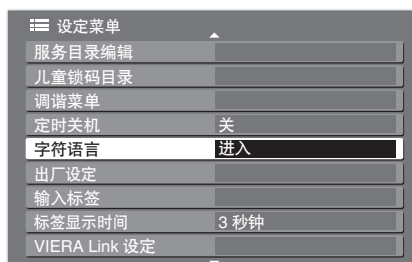 设定菜单
服务目录编辑
儿童锁码目录
调谐菜单
定时关机 关
字符语言 进入
出厂设定
输入标签
标签显示时间 3 秒钟
VIERA Link 设定